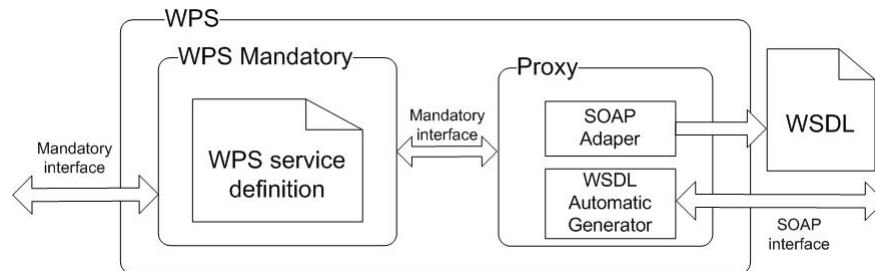 WPS
WPS Mandatory
Proxy
Mandatory
interface
WPS service
definition
Mandatory
interface
SOAP
Adaper
WSDL
Automatic
Generator
WSDL
SOAP
interface